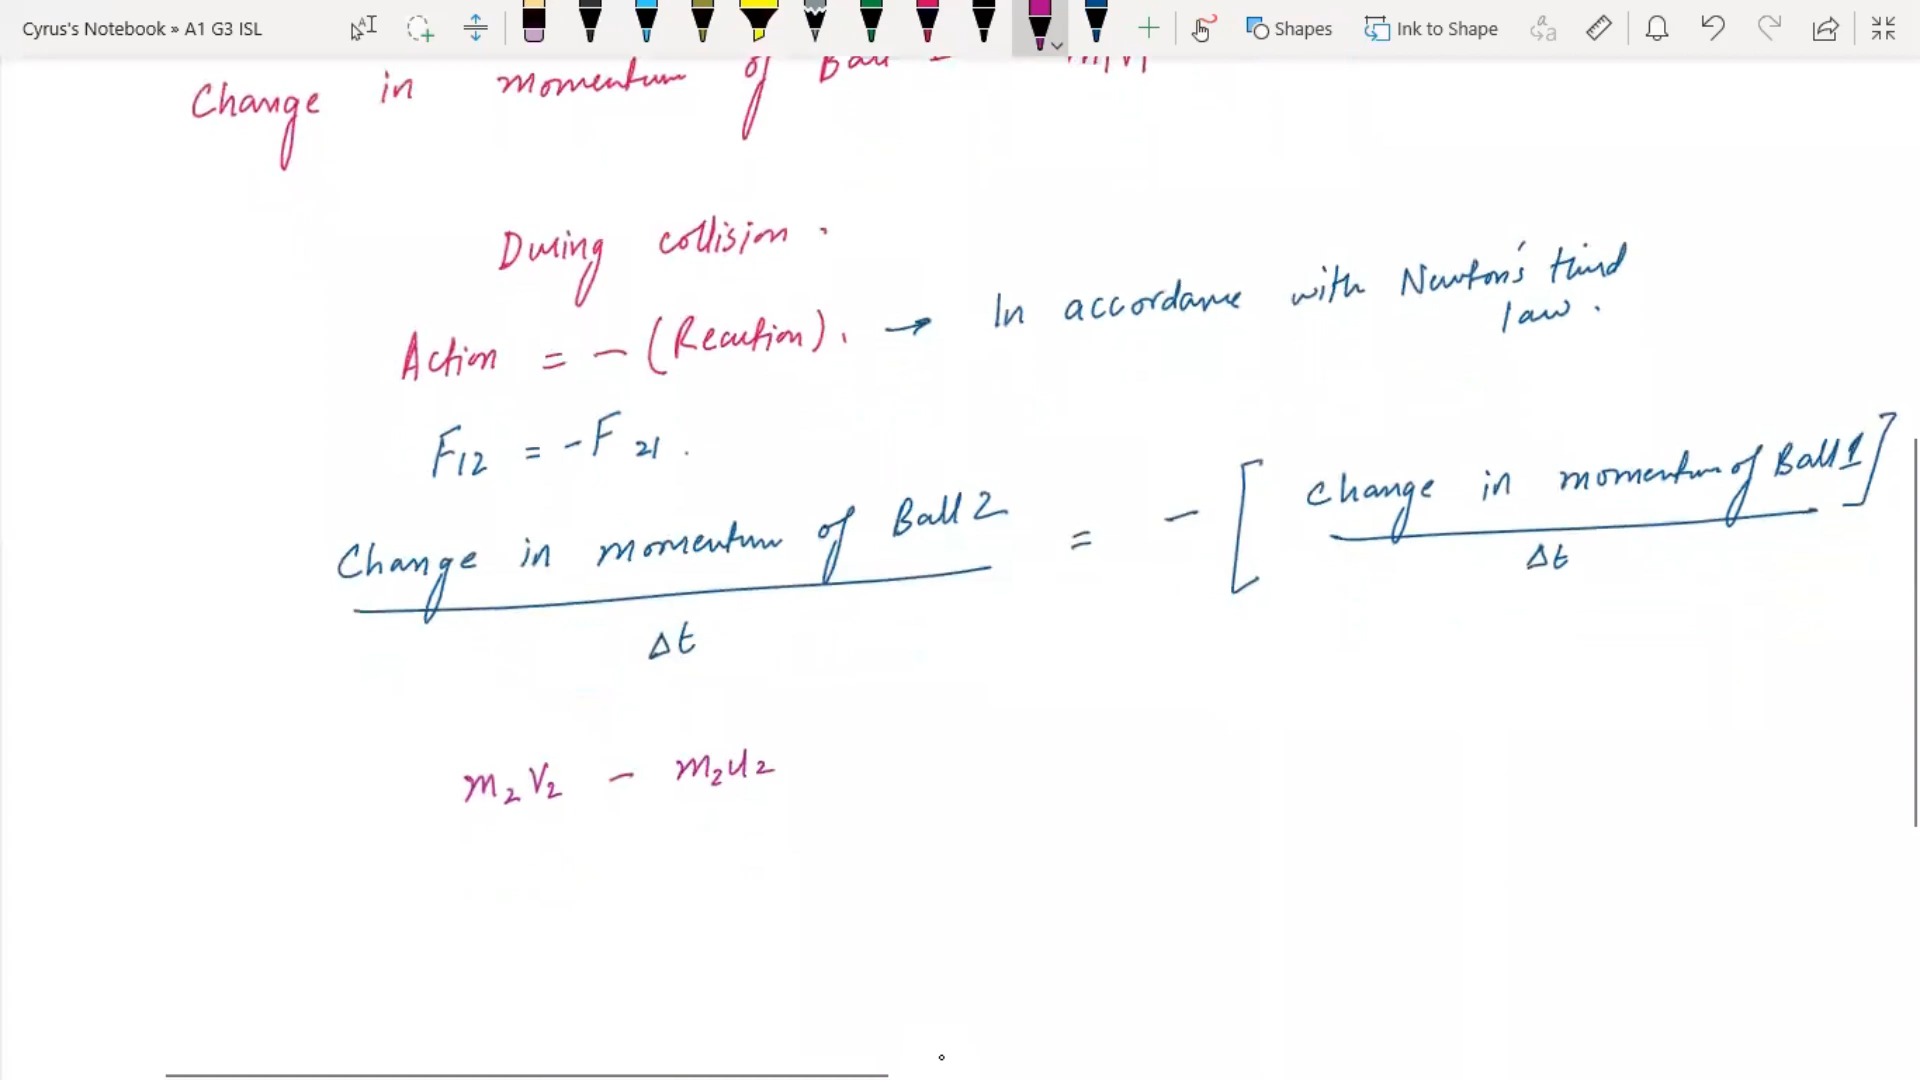 Cyrus's Notebook » A1 G3 ISL
Shapes
Ink to Shape
Change in momentum of Ball
During collision.
Action = - (Reaction). → In accordance with Newton's third law.
F12 = -F 21.
Change in momentum of Ball 2 = - [ Change in momentum of Ball 1 ]
Δt Δt
m2V2 - m2u2